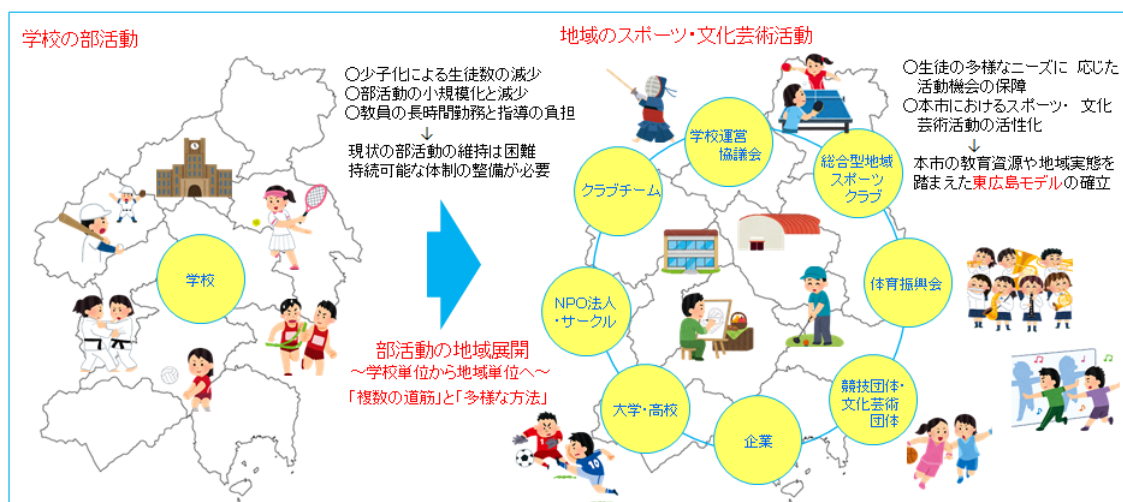 学校の部活動
○少子化による生徒数の減少
○部活動の小規模化と減少
○教員の長時間勤務と指導の負担
↓
現状の部活動の維持は困難
持続可能な体制の整備が必要
学校
部活動の地域展開
～学校単位から地域単位へ～
「複数の道筋」と「多様な方法」
地域のスポーツ・文化芸術活動
○生徒の多様なニーズに 応じた
活動機会の保障
○本市におけるスポーツ・ 文化
芸術活動の活性化
↓
本市の教育資源や地域実態を
踏まえた東広島モデルの確立
学校運営
協議会
総合型地域
スポーツ
クラブ
体育振興会
競技団体・
文化芸術
団体
企業
大学・高校
NPO法人
・サークル
クラブチーム
10